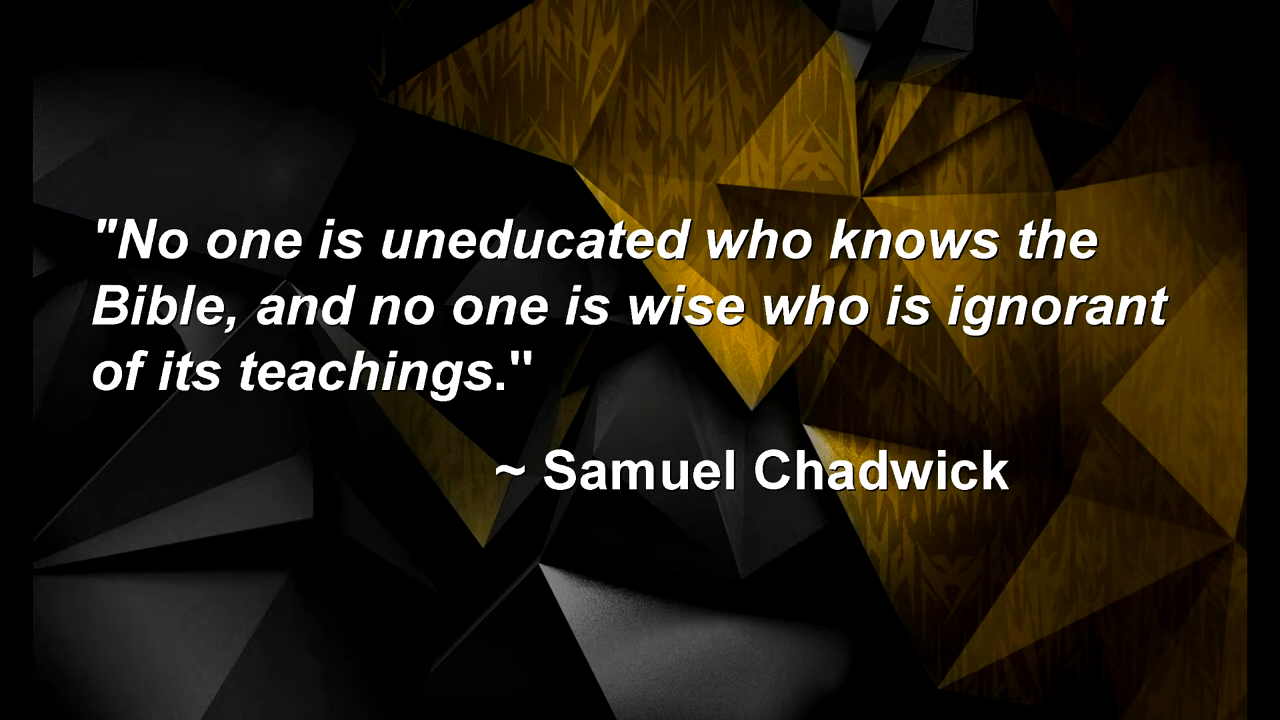 "No one is uneducated who knows the
Bible, and no one is wise who is ignorant
of its teachings."
~ Samuel Chadwick